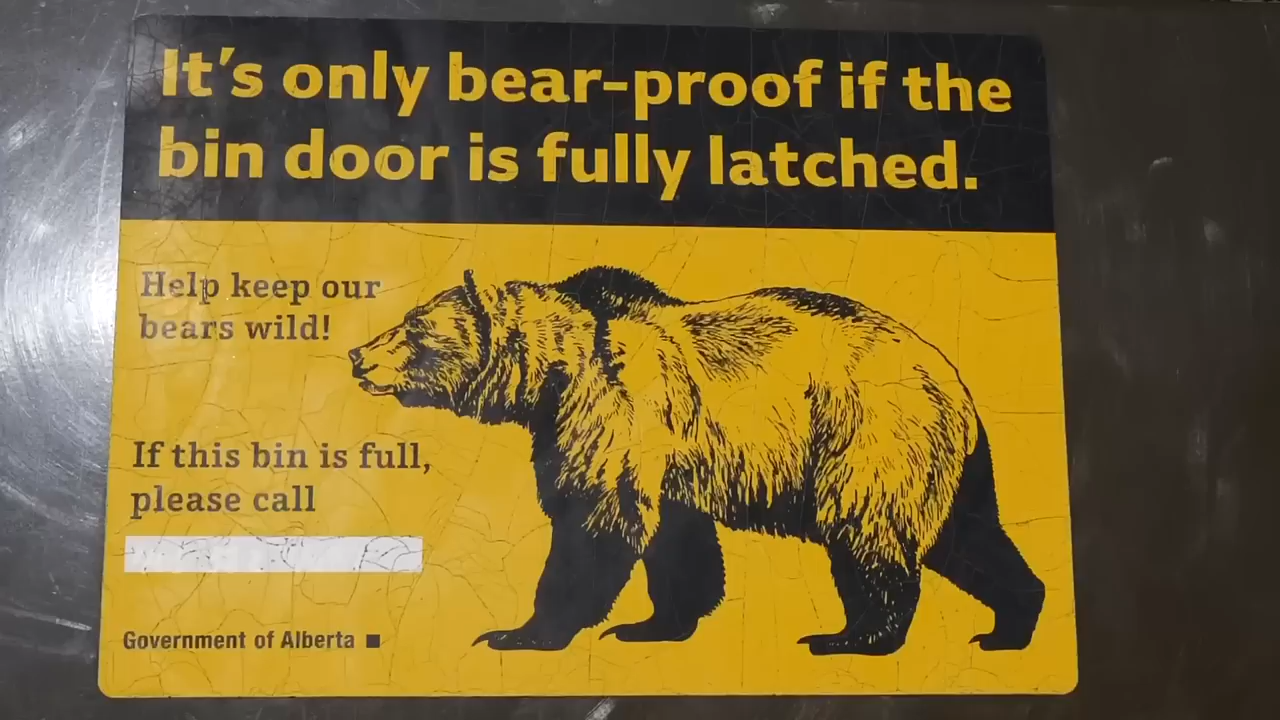 It's only bear-proof if the
bin door is fully latched.
Help keep our
bears wild!
If this bin is full,
please call
Government of Alberta